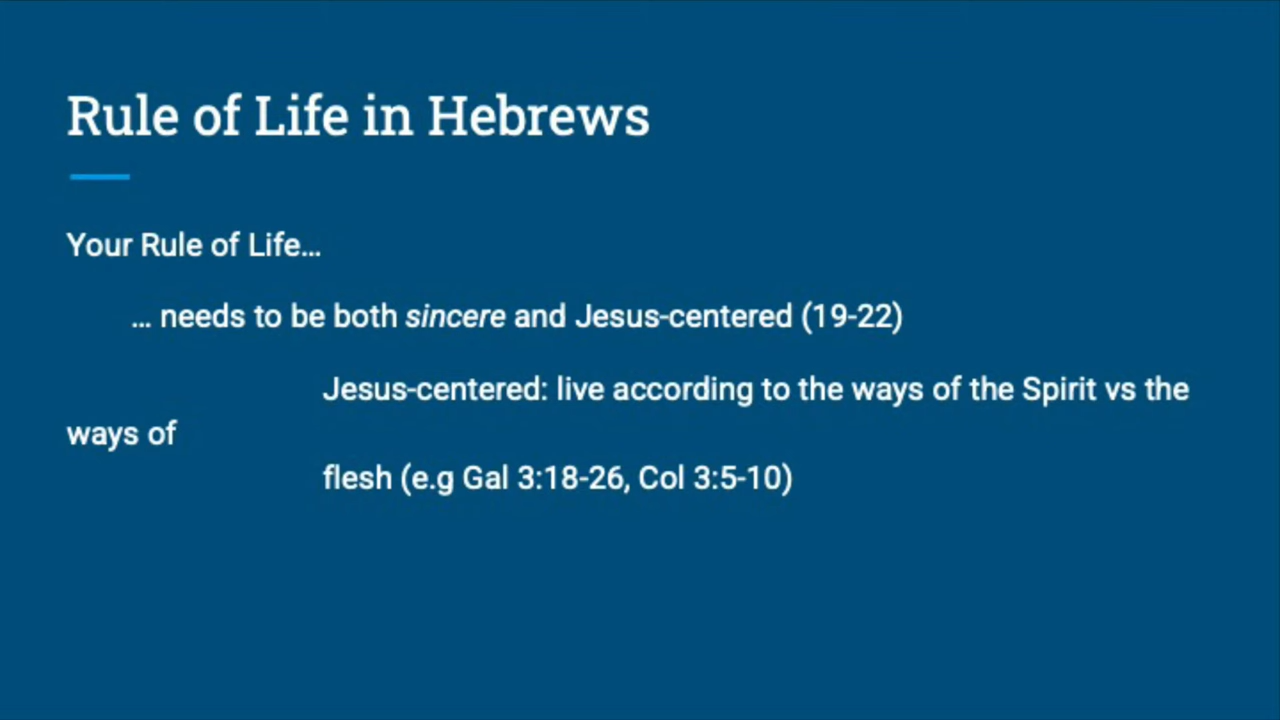 Rule of Life in Hebrews
Your Rule of Life…
… needs to be both sincere and Jesus-centered (19-22)
Jesus-centered: live according to the ways of the Spirit vs the
ways of
flesh (e.g Gal 3:18-26, Col 3:5-10)